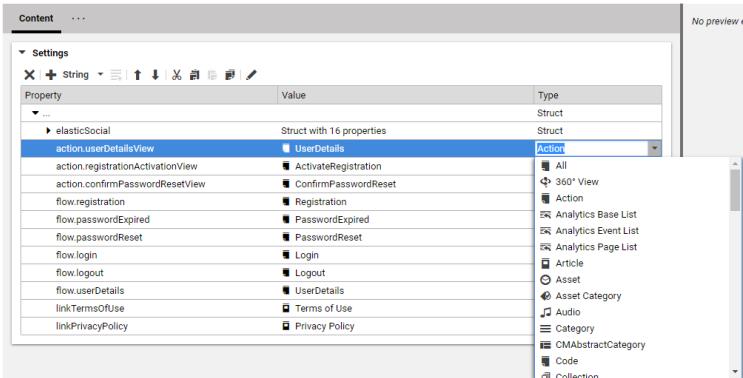 Content ...
No preview e
Settings
String
Property Value Type
... Struct
elasticSocial Struct with 16 properties Struct
action.userDetailsView UserDetails Action
action.registrationActivationView ActivateRegistration
action.confirmPasswordResetView ConfirmPasswordReset
flow.registration Registration
flow.passwordExpired PasswordExpired
flow.passwordReset PasswordReset
flow.login Login
flow.logout Logout
flow.userDetails UserDetails
linkTermsOfUse Terms of Use
linkPrivacyPolicy Privacy Policy
All
360° View
Action
Analytics Base List
Analytics Event List
Analytics Page List
Article
Asset
Asset Category
Audio
Category
CMAbstractCategory
Code
Collection